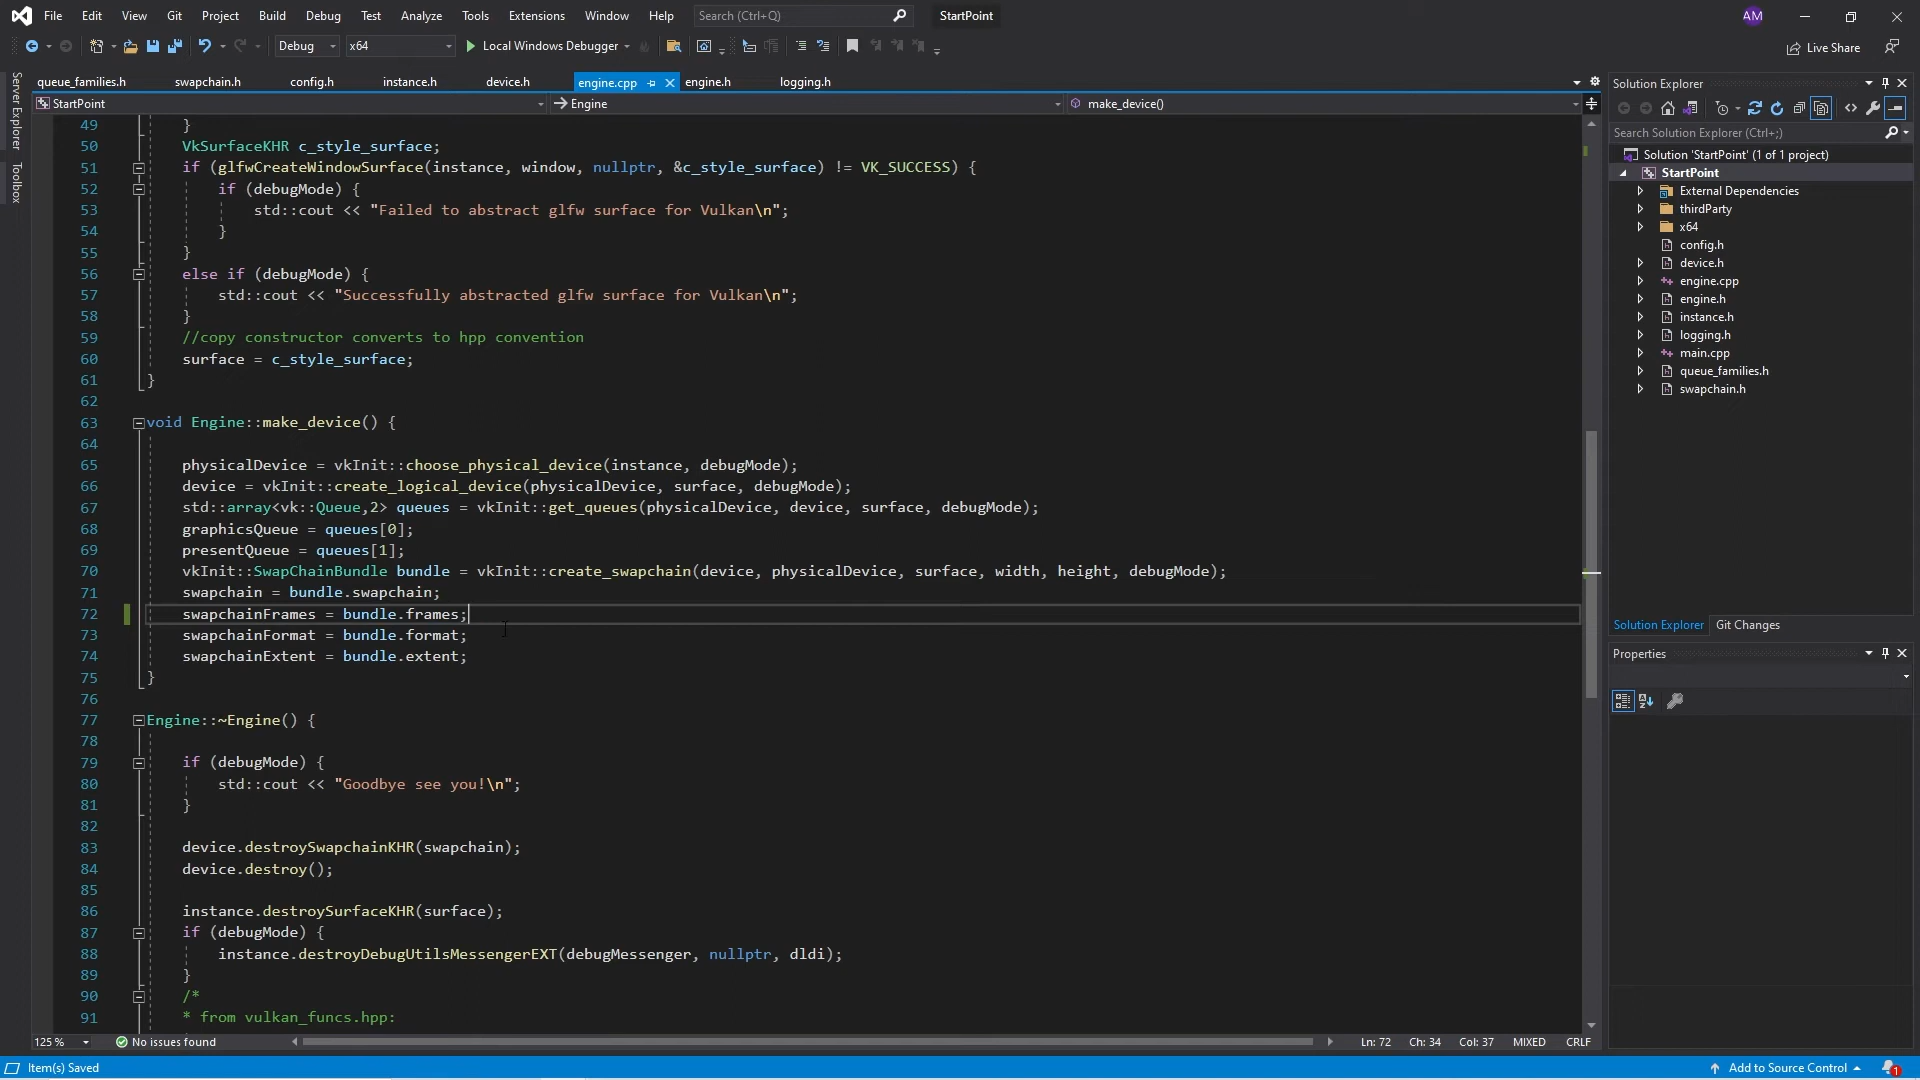 File Edit View Git Project Build Debug Test Analyze Tools Extensions Window Help Search (Ctrl+Q) StartPoint AM
Debug x64 Local Windows Debugger Live Share
Server Explorer
Toolbox
queue_families.h swapchain.h config.h instance.h device.h engine.cpp engine.h logging.h
StartPoint Engine make_device()
49 }
50 VkSurfaceKHR c_style_surface;
51 if (glfwCreateWindowSurface(instance, window, nullptr, &c_style_surface) != VK_SUCCESS) {
52 if (debugMode) {
53 std::cout << "Failed to abstract glfw surface for Vulkan\n";
54 }
55 }
56 else if (debugMode) {
57 std::cout << "Successfully abstracted glfw surface for Vulkan\n";
58 }
59 //copy constructor converts to hpp convention
60 surface = c_style_surface;
61 }
62
63 void Engine::make_device() {
64
65 physicalDevice = vkInit::choose_physical_device(instance, debugMode);
66 device = vkInit::create_logical_device(physicalDevice, surface, debugMode);
67 std::array<vk::Queue,2> queues = vkInit::get_queues(physicalDevice, device, surface, debugMode);
68 graphicsQueue = queues[0];
69 presentQueue = queues[1];
70 vkInit::SwapChainBundle bundle = vkInit::create_swapchain(device, physicalDevice, surface, width, height, debugMode);
71 swapchain = bundle.swapchain;
72 swapchainFrames = bundle.frames;
73 swapchainFormat = bundle.format;
74 swapchainExtent = bundle.extent;
75 }
76
77 Engine::~Engine() {
78
79 if (debugMode) {
80 std::cout << "Goodbye see you!\n";
81 }
82
83 device.destroySwapchainKHR(swapchain);
84 device.destroy();
85
86 instance.destroySurfaceKHR(surface);
87 if (debugMode) {
88 instance.destroyDebugUtilsMessengerEXT(debugMessenger, nullptr, dldi);
89 }
90 /*
91 * from vulkan_funcs.hpp:
125 % No issues found Ln: 72 Ch: 34 Col: 37 MIXED CRLF
Solution Explorer
Search Solution Explorer (Ctrl+;)
Solution 'StartPoint' (1 of 1 project)
StartPoint
External Dependencies
thirdParty
x64
config.h
device.h
engine.cpp
engine.h
instance.h
logging.h
main.cpp
queue_families.h
swapchain.h
Solution Explorer Git Changes
Properties
Item(s) Saved Add to Source Control 1